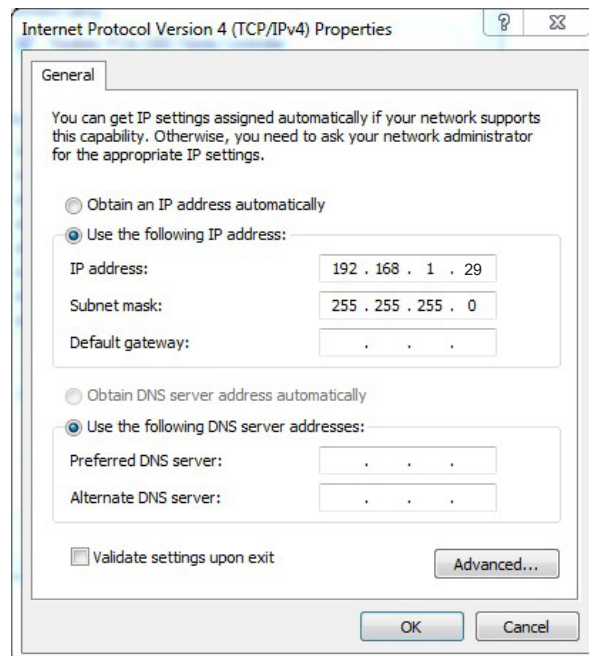 Internet Protocol Version 4 (TCP/IPv4) Properties
General
You can get IP settings assigned automatically if your network supports
this capability. Otherwise, you need to ask your network administrator
for the appropriate IP settings.
Obtain an IP address automatically
Use the following IP address:
IP address: 192 . 168 . 1 . 29
Subnet mask: 255 . 255 . 255 . 0
Default gateway: . . .
Obtain DNS server address automatically
Use the following DNS server addresses:
Preferred DNS server: . . .
Alternate DNS server: . . .
Validate settings upon exit
Advanced...
OK Cancel